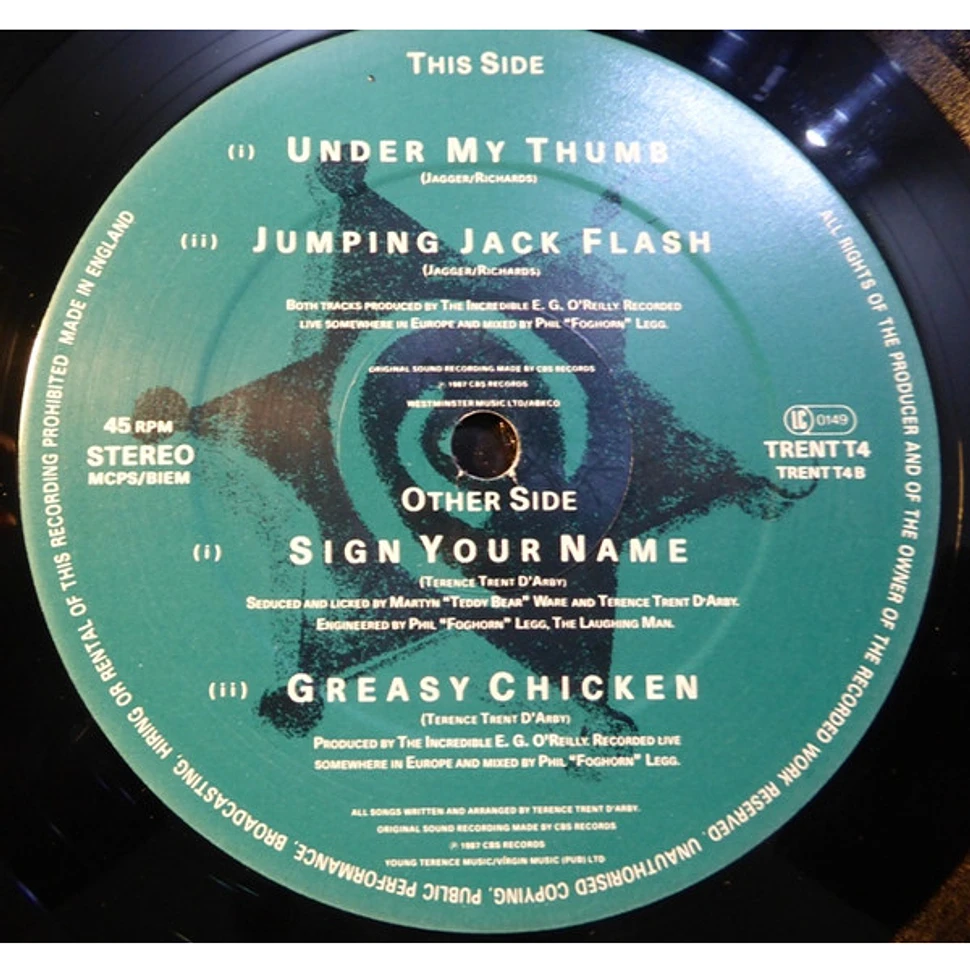 THIS SIDE
(i) UNDER MY THUMB
(JAGGER/RICHARDS)
(ii) JUMPING JACK FLASH
(JAGGER/RICHARDS)
BOTH TRACKS PRODUCED BY THE INCREDIBLE E. G. O'REILLY. RECORDED
LIVE SOMEWHERE IN EUROPE AND MIXED BY PHIL "FOGHORN" LEGG.
ORIGINAL SOUND RECORDING MADE BY CBS RECORDS
℗ 1987 CBS RECORDS
WESTMINSTER MUSIC LTD/ABKCO
45 RPM
STEREO
MCPS/BIEM
LC 0149
TRENT T4
TRENT T4 B
OTHER SIDE
(i) SIGN YOUR NAME
(TERENCE TRENT D'ARBY)
SEDUCED AND LICKED BY MARTYN "TEDDY BEAR" WARE AND TERENCE TRENT D'ARBY.
ENGINEERED BY PHIL "FOGHORN" LEGG, THE LAUGHING MAN.
(ii) GREASY CHICKEN
(TERENCE TRENT D'ARBY)
PRODUCED BY THE INCREDIBLE E. G. O'REILLY. RECORDED LIVE
SOMEWHERE IN EUROPE AND MIXED BY PHIL "FOGHORN" LEGG.
ALL SONGS WRITTEN AND ARRANGED BY TERENCE TRENT D'ARBY.
ORIGINAL SOUND RECORDING MADE BY CBS RECORDS
℗ 1987 CBS RECORDS
YOUNG TERENCE MUSIC/VIRGIN MUSIC (PUB) LTD
ALL RIGHTS OF THE PRODUCER AND OF THE OWNER OF THE RECORDED WORK RESERVED. UNAUTHORISED COPYING, PUBLIC PERFORMANCE, BROADCASTING, HIRING OR RENTAL OF THIS RECORDING PROHIBITED MADE IN ENGLAND